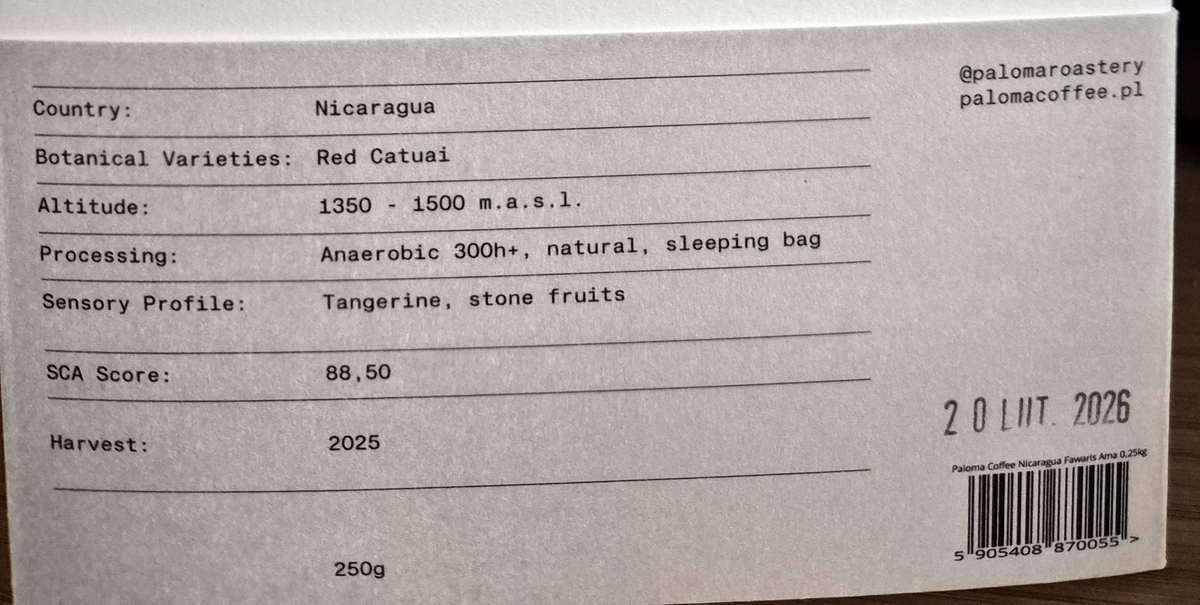 @palomaroastery
palomacoffee.pl
Country: Nicaragua
Botanical Varieties: Red Catuai
Altitude: 1350 - 1500 m.a.s.l.
Processing: Anaerobic 300h+, natural, sleeping bag
Sensory Profile: Tangerine, stone fruits
SCA Score: 88,50
Harvest: 2025
250g
20 LUT. 2026
Paloma Coffee Nicaragua Fawaris Ama 0,25kg
5 905408 870055 >